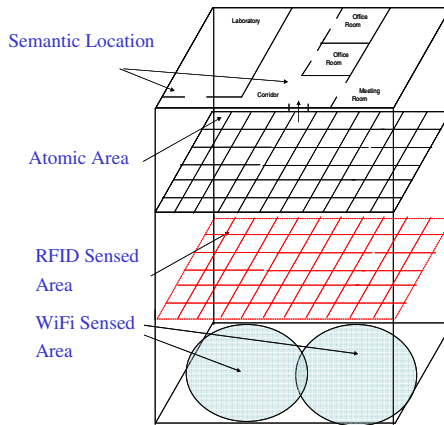 Laboratory
Office
Room
Semantic Location
Office
Room
Corridor
Meeting
Room
Atomic Area
RFID Sensed
Area
WiFi Sensed
Area